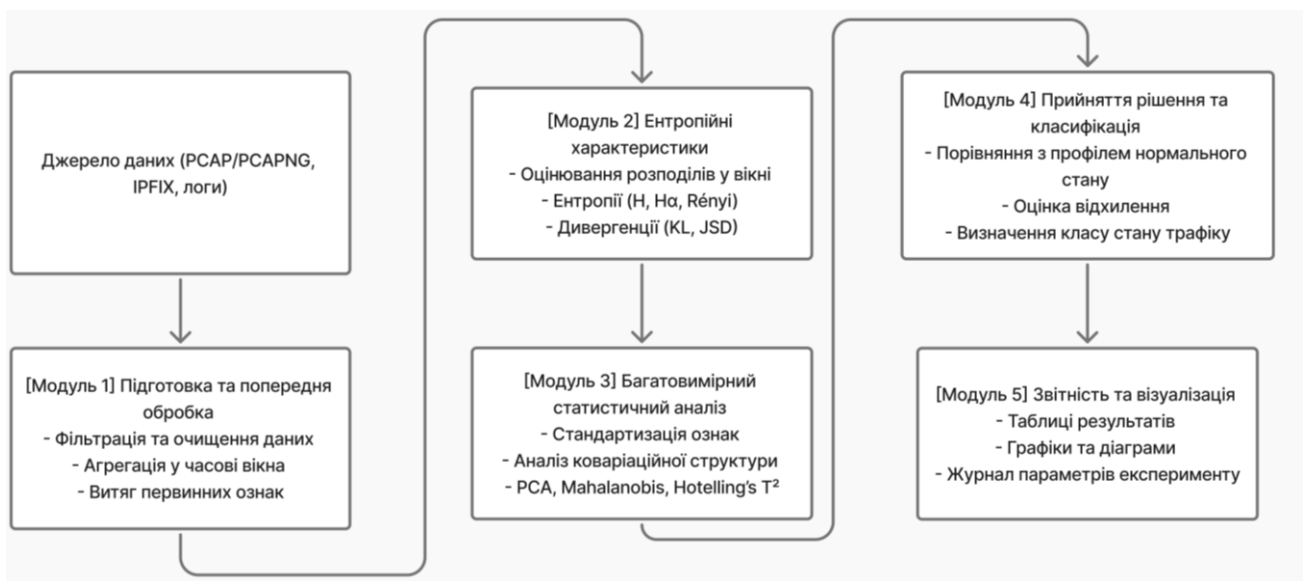 Джерело даних (PCAP/PCAPNG,
IPFIX, логи)
[Модуль 1] Підготовка та попередня
обробка
- Фільтрація та очищення даних
- Агрегація у часові вікна
- Витяг первинних ознак
[Модуль 2] Ентропійні
характеристики
- Оцінювання розподілів у вікні
- Ентропії (H, Hα, Rényi)
- Дивергенції (KL, JSD)
[Модуль 3] Багатовимірний
статистичний аналіз
- Стандартизація ознак
- Аналіз коваріаційної структури
- PCA, Mahalanobis, Hotelling’s T²
[Модуль 4] Прийняття рішення та
класифікація
- Порівняння з профілем нормального
стану
- Оцінка відхилення
- Визначення класу стану трафіку
[Модуль 5] Звітність та візуалізація
- Таблиці результатів
- Графіки та діаграми
- Журнал параметрів експерименту